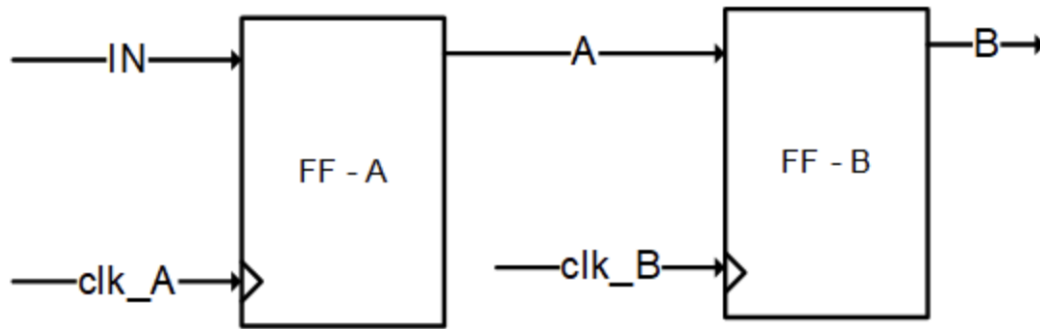 IN
A
B
FF - A
FF - B
clk_A
clk_B